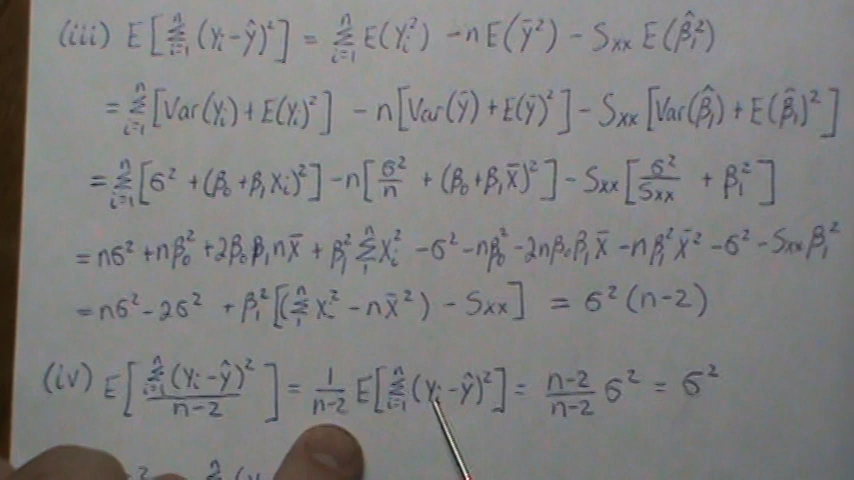 (iii) E[∑ᵢ₌₁ⁿ (Yᵢ-ŷ)²] = ∑ᵢ₌₁ⁿ E(Yᵢ²) - nE(ȳ²) - Sxx E(β̂₁²)
= ∑ᵢ₌₁ⁿ [Var(Yᵢ) + E(Yᵢ)²] - n[Var(ȳ) + E(ȳ)²] - Sxx[Var(β̂₁) + E(β̂₁)²]
= ∑ᵢ₌₁ⁿ [σ² + (β₀ + β₁Xᵢ)²] - n[σ²/n + (β₀ + β₁X̄)²] - Sxx[σ²/Sxx + β₁²]
= nσ² + nβ₀² + 2β₀β₁nx̄ + β₁² ∑₁ⁿ Xᵢ² - σ² - nβ₀² - 2nβ₀β₁x̄ - nβ₁²x̄² - σ² - Sxxβ₁²
= nσ² - 2σ² + β₁²[(∑₁ⁿ Xᵢ² - nx̄²) - Sxx] = σ²(n-2)
(iv) E[∑ᵢ₌₁ⁿ (Yᵢ-ŷ)²/n-2] = 1/n-2 E[∑ᵢ₌₁ⁿ (Yᵢ-ŷ)²] = n-2/n-2 σ² = σ²